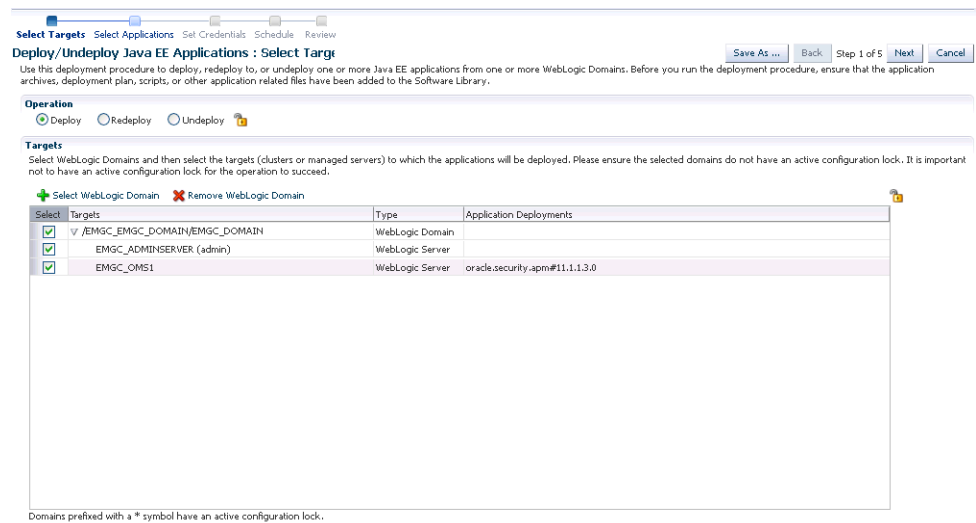 Select Targets Select Applications Set Credentials Schedule Review
Deploy/Undeploy Java EE Applications : Select Targe
Save As ... Back Step 1 of 5 Next Cancel
Use this deployment procedure to deploy, redeploy to, or undeploy one or more Java EE applications from one or more WebLogic Domains. Before you run the deployment procedure, ensure that the application
archives, deployment plan, scripts, or other application related files have been added to the Software Library.
Operation
Deploy Redeploy Undeploy
Targets
Select WebLogic Domains and then select the targets (clusters or managed servers) to which the applications will be deployed. Please ensure the selected domains do not have an active configuration lock. It is important
not to have an active configuration lock for the operation to succeed.
Select WebLogic Domain Remove WebLogic Domain
Select Targets Type Application Deployments
/EMGC_EMGC_DOMAIN/EMGC_DOMAIN WebLogic Domain
EMGC_ADMINSERVER (admin) WebLogic Server
EMGC_OMS1 WebLogic Server oracle.security.apm#11.1.1.3.0
Domains prefixed with a * symbol have an active configuration lock.